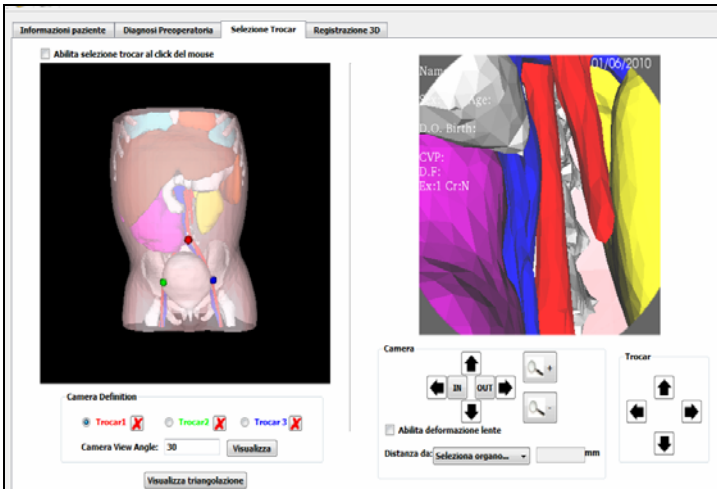 Informazioni paziente Diagnosi Preoperatoria Selezione Trocar Registrazione 3D
Abilita selezione trocar al click del mouse
01/06/2010
Name:
Age:
D.O. Birth:
CVP:
D.F:
Ex:1 Cr:N
Camera Definition
Trocar1 Trocar2 Trocar 3
Camera View Angle: 30 Visualizza
Visualizza triangolazione
Camera
IN OUT
+
-
Abilita deformazione lente
Distanza da: Seleziona organo... mm
Trocar